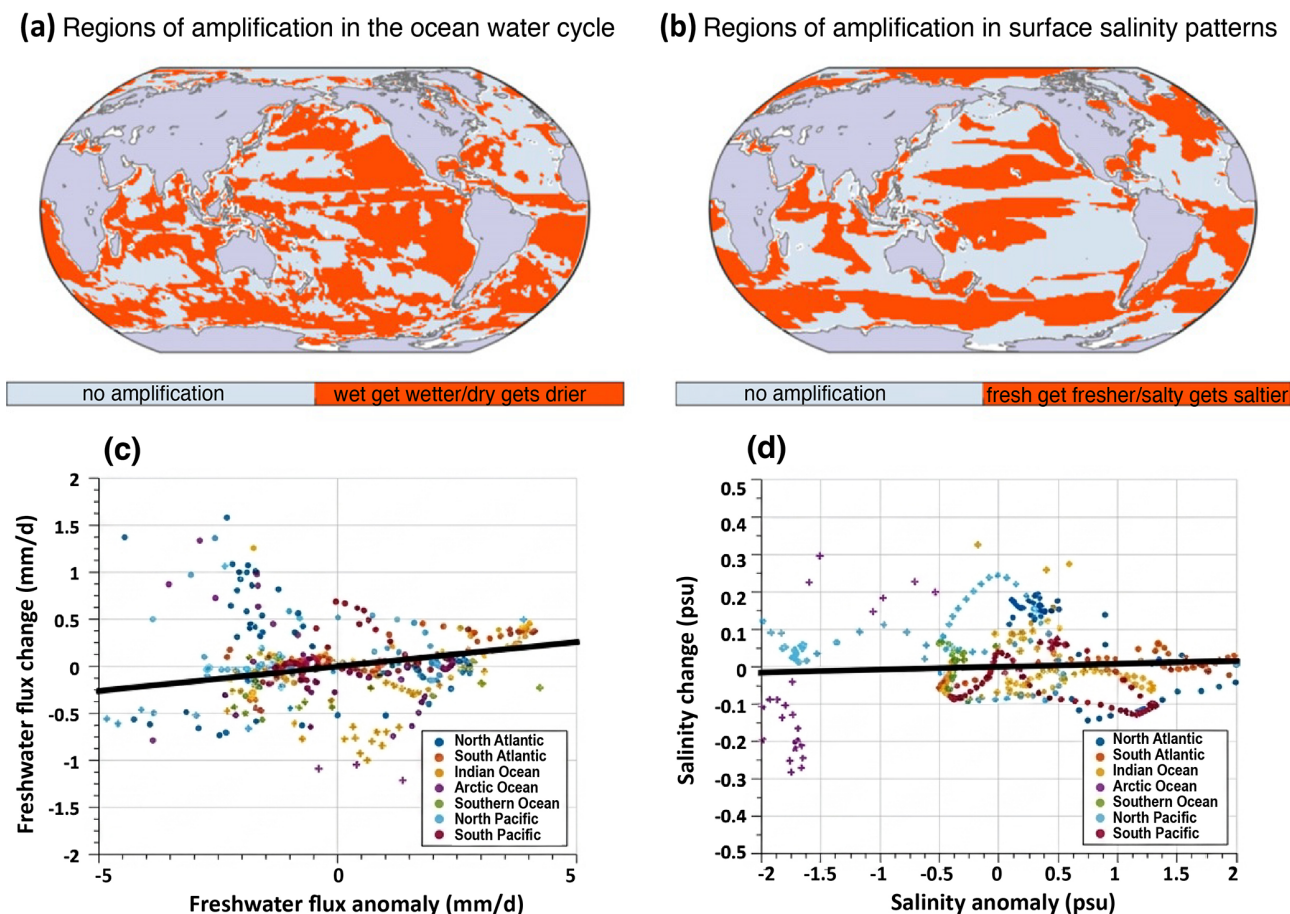 (a) Regions of amplification in the ocean water cycle
(b) Regions of amplification in surface salinity patterns
no amplification
wet get wetter/dry gets drier
no amplification
fresh get fresher/salty gets saltier
(c)
Freshwater flux change (mm/d)
2
1.5
1
0.5
0
-0.5
-1
-1.5
-2
-5
0
5
Freshwater flux anomaly (mm/d)
North Atlantic
South Atlantic
Indian Ocean
Arctic Ocean
Southern Ocean
North Pacific
South Pacific
(d)
Salinity change (psu)
0.5
0.4
0.3
0.2
0.1
0
-0.1
-0.2
-0.3
-0.4
-0.5
-2
-1.5
-1
-0.5
0
0.5
1
1.5
2
Salinity anomaly (psu)
North Atlantic
South Atlantic
Indian Ocean
Arctic Ocean
Southern Ocean
North Pacific
South Pacific